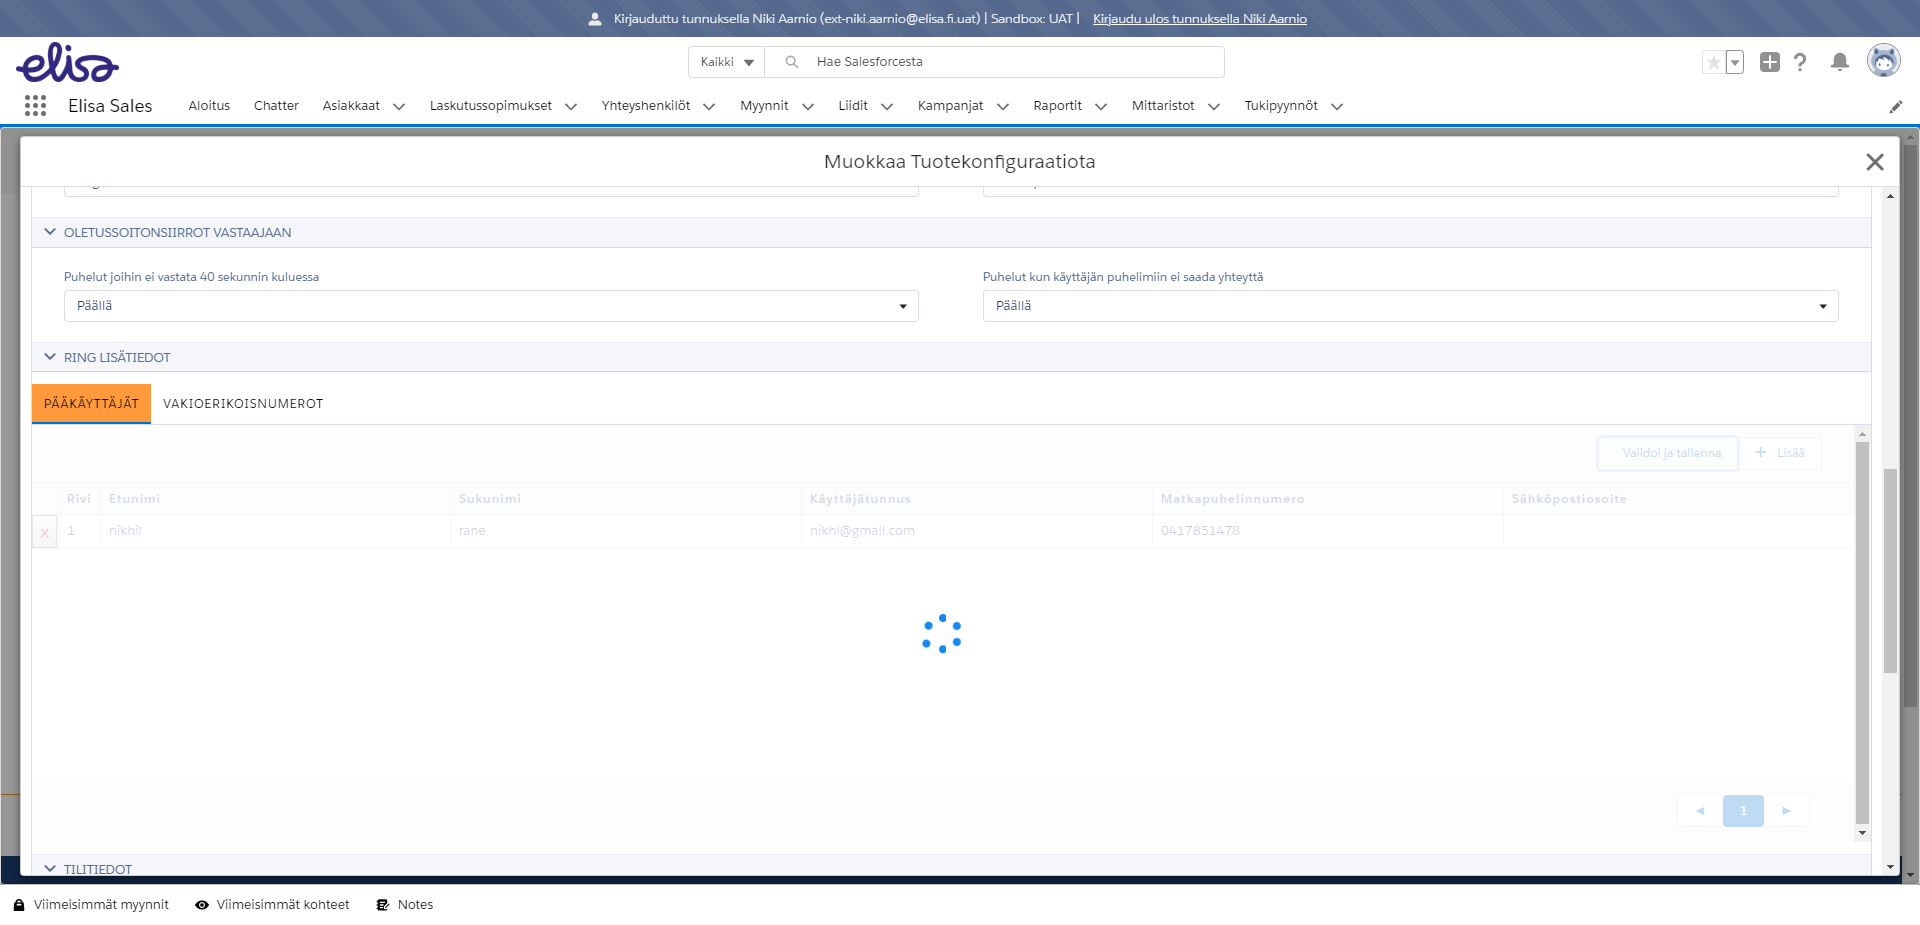 Kirjauduttu tunnuksella Niki Aarnio (ext-niki.aarnio@elisa.fi.uat) | Sandbox: UAT | Kirjaudu ulos tunnuksella Niki Aarnio
elisa
Kaikki Hae Salesforcesta
Elisa Sales Aloitus Chatter Asiakkaat Laskutussopimukset Yhteyshenkilöt Myynnit Liidit Kampanjat Raportit Mittaristot Tukipyynnöt
Muokkaa Tuotekonfiguraatiota
OLETUSSOITONSIIRROT VASTAAJAAN
Puhelut joihin ei vastata 40 sekunnin kuluessa Puhelut kun käyttäjän puhelimiin ei saada yhteyttä
Päällä Päällä
RING LISÄTIEDOT
PÄÄKÄYTTÄJÄT VAKIOERIKOISNUMEROT
Validoi ja tallenna + Lisää
Rivi Etunimi Sukunimi Käyttäjätunnus Matkapuhelinnumero Sähköpostiosoite
X 1 nikhil rane nikhi@gmail.com 0417851478
1
TILITIEDOT
Viimeisimmät myynnit Viimeisimmät kohteet Notes